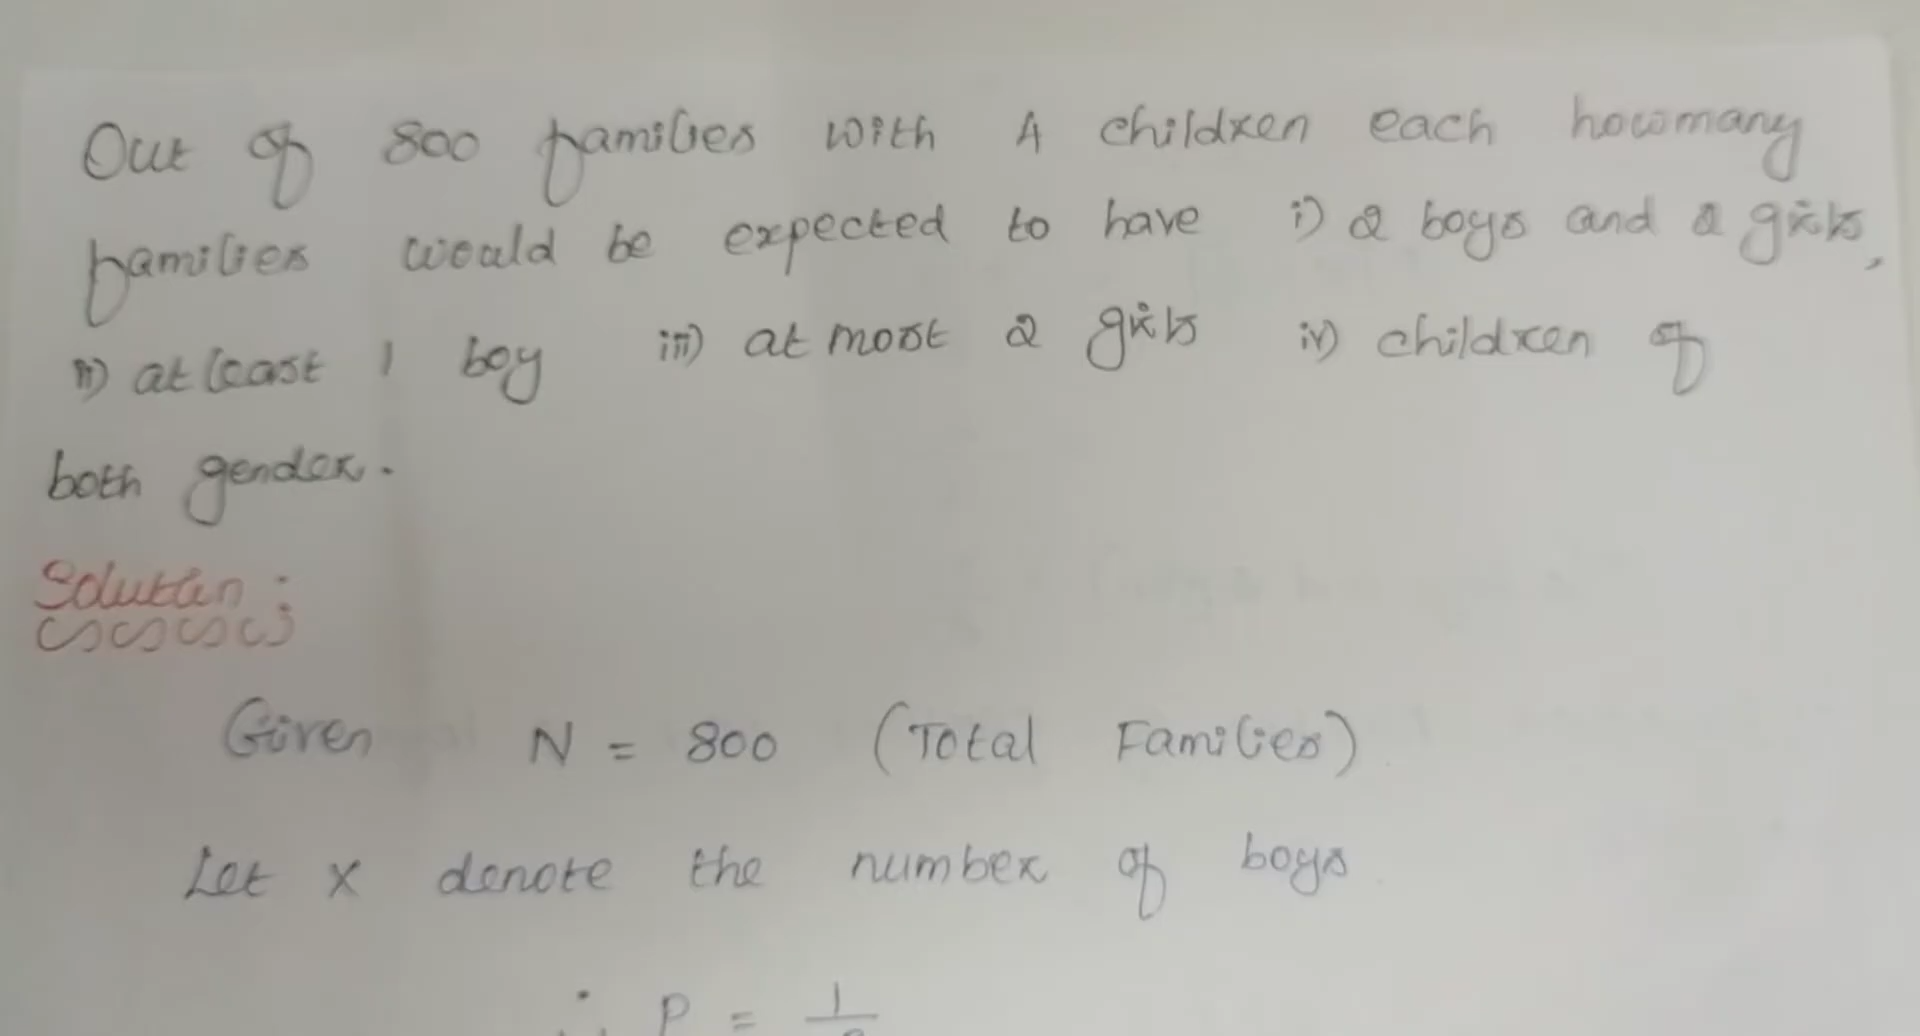 Out of 800 families with 4 children each howmany
families would be expected to have i) 2 boys and 2 girls,
ii) at least 1 boy iii) at most 2 girls iv) children of
both gender.
Solution :
Given N = 800 (Total Families)
Let x denote the number of boys
∴ P = 1